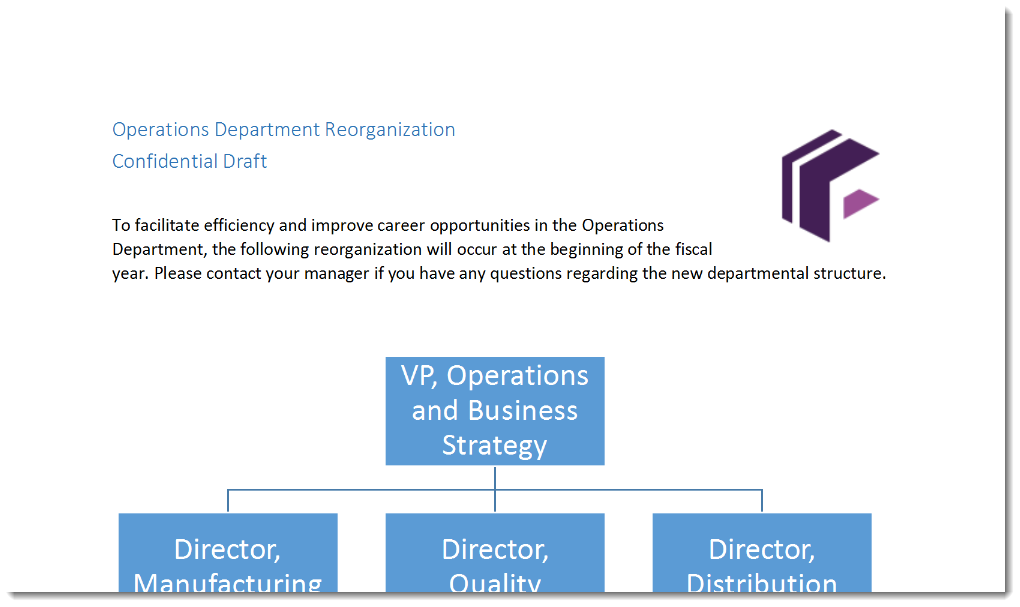 Operations Department Reorganization
Confidential Draft
To facilitate efficiency and improve career opportunities in the Operations
Department, the following reorganization will occur at the beginning of the fiscal
year. Please contact your manager if you have any questions regarding the new departmental structure.
VP, Operations
and Business
Strategy
Director,
Manufacturing
Director,
Quality
Director,
Distribution